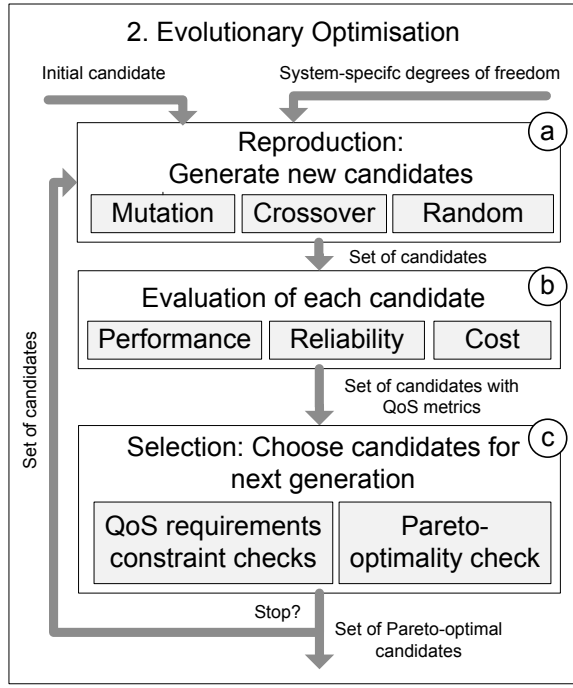 2. Evolutionary Optimisation
Initial candidate
System-specifc degrees of freedom
a
Reproduction:
Generate new candidates
Mutation
Crossover
Random
Set of candidates
b
Evaluation of each candidate
Performance
Reliability
Cost
Set of candidates with
QoS metrics
Set of candidates
c
Selection: Choose candidates for
next generation
QoS requirements
constraint checks
Pareto-
optimality check
Stop?
Set of Pareto-optimal
candidates